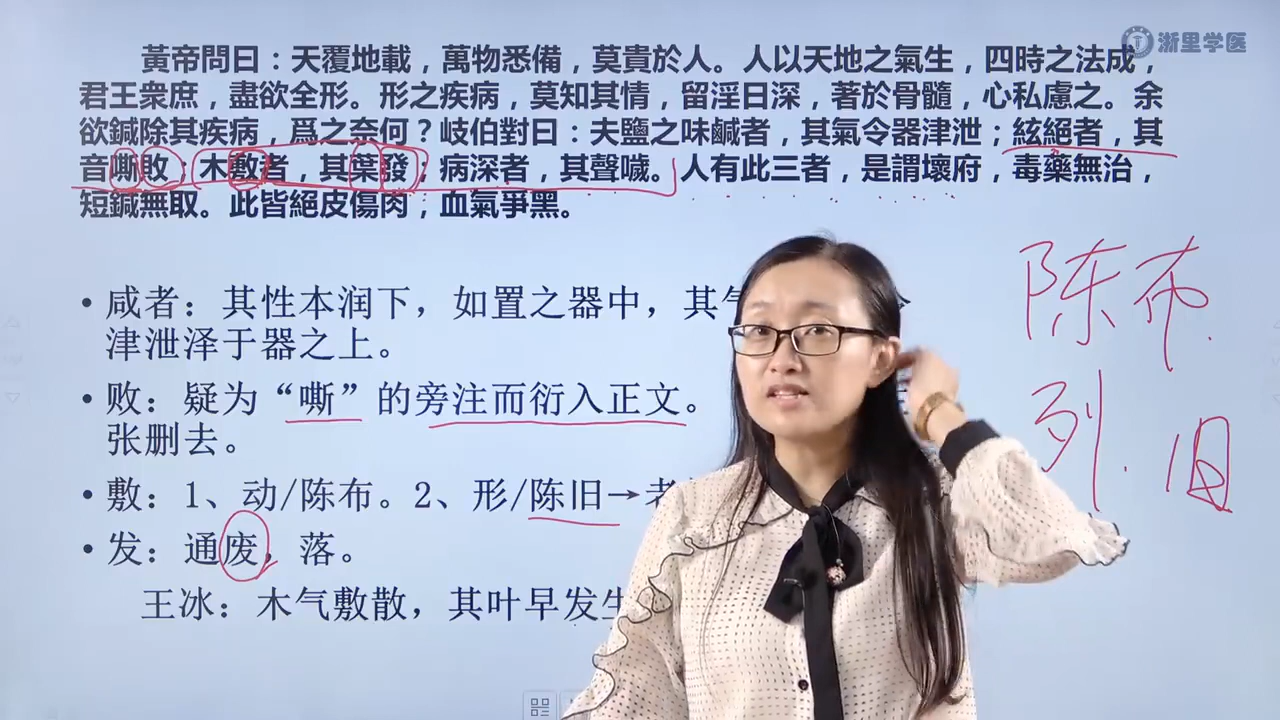 浙里学医
黃帝問曰：天覆地載，萬物悉備，莫貴於人。人以天地之氣生，四時之法成，
君王衆庶，盡欲全形。形之疾病，莫知其情，留淫日深，著於骨髓，心私慮之。余
欲鍼除其疾病，爲之奈何？岐伯對曰：夫鹽之味鹹者，其氣令器津泄；絃絕者，其
音嘶敗；木敷者，其葉發；病深者，其聲噦。人有此三者，是謂壞府，毒藥無治，
短鍼無取。此皆絕皮傷肉，血氣爭黑。
• 咸者：其性本润下，如置之器中，其气
津泄泽于器之上。
• 败：疑为“嘶”的旁注而衍入正文。
张删去。
• 敷：1、动/陈布。2、形/陈旧→老
• 发：通废，落。
王冰：木气敷散，其叶早发生
陈布.
列. 旧